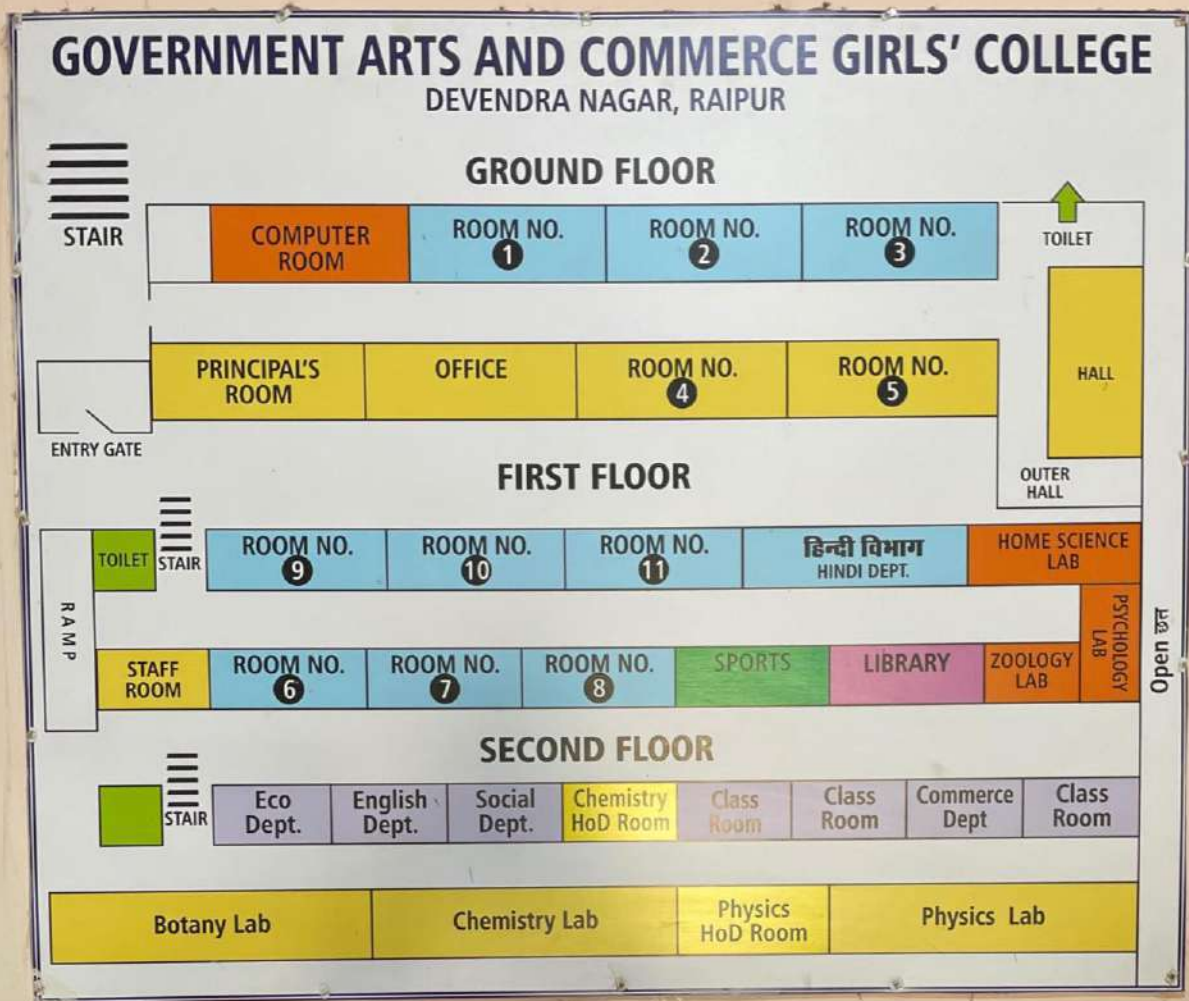 GOVERNMENT ARTS AND COMMERCE GIRLS' COLLEGE
DEVENDRA NAGAR, RAIPUR
GROUND FLOOR
STAIR
COMPUTER
ROOM
ROOM NO.
1
ROOM NO.
2
ROOM NO.
3
TOILET
PRINCIPAL'S
ROOM
OFFICE
ROOM NO.
4
ROOM NO.
5
HALL
ENTRY GATE
OUTER
HALL
FIRST FLOOR
RAMP
TOILET
STAIR
ROOM NO.
9
ROOM NO.
10
ROOM NO.
11
हिन्दी विभाग
HINDI DEPT.
HOME SCIENCE
LAB
STAFF
ROOM
ROOM NO.
6
ROOM NO.
7
ROOM NO.
8
SPORTS
LIBRARY
ZOOLOGY
LAB
PSYCHOLOGY
LAB
Open छत
SECOND FLOOR
STAIR
Eco
Dept.
English
Dept.
Social
Dept.
Chemistry
HoD Room
Class
Room
Class
Room
Commerce
Dept
Class
Room
Botany Lab
Chemistry Lab
Physics
HoD Room
Physics Lab